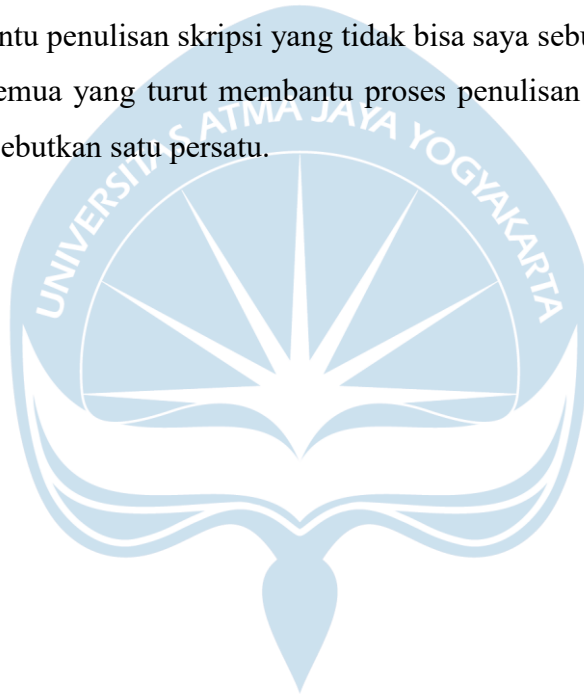 ntu penulisan skripsi yang tidak bisa saya sebu
emua yang turut membantu proses penulisan
ebutkan satu persatu.
UNIVERSITAS ATMA JAYA YOGYAKARTA